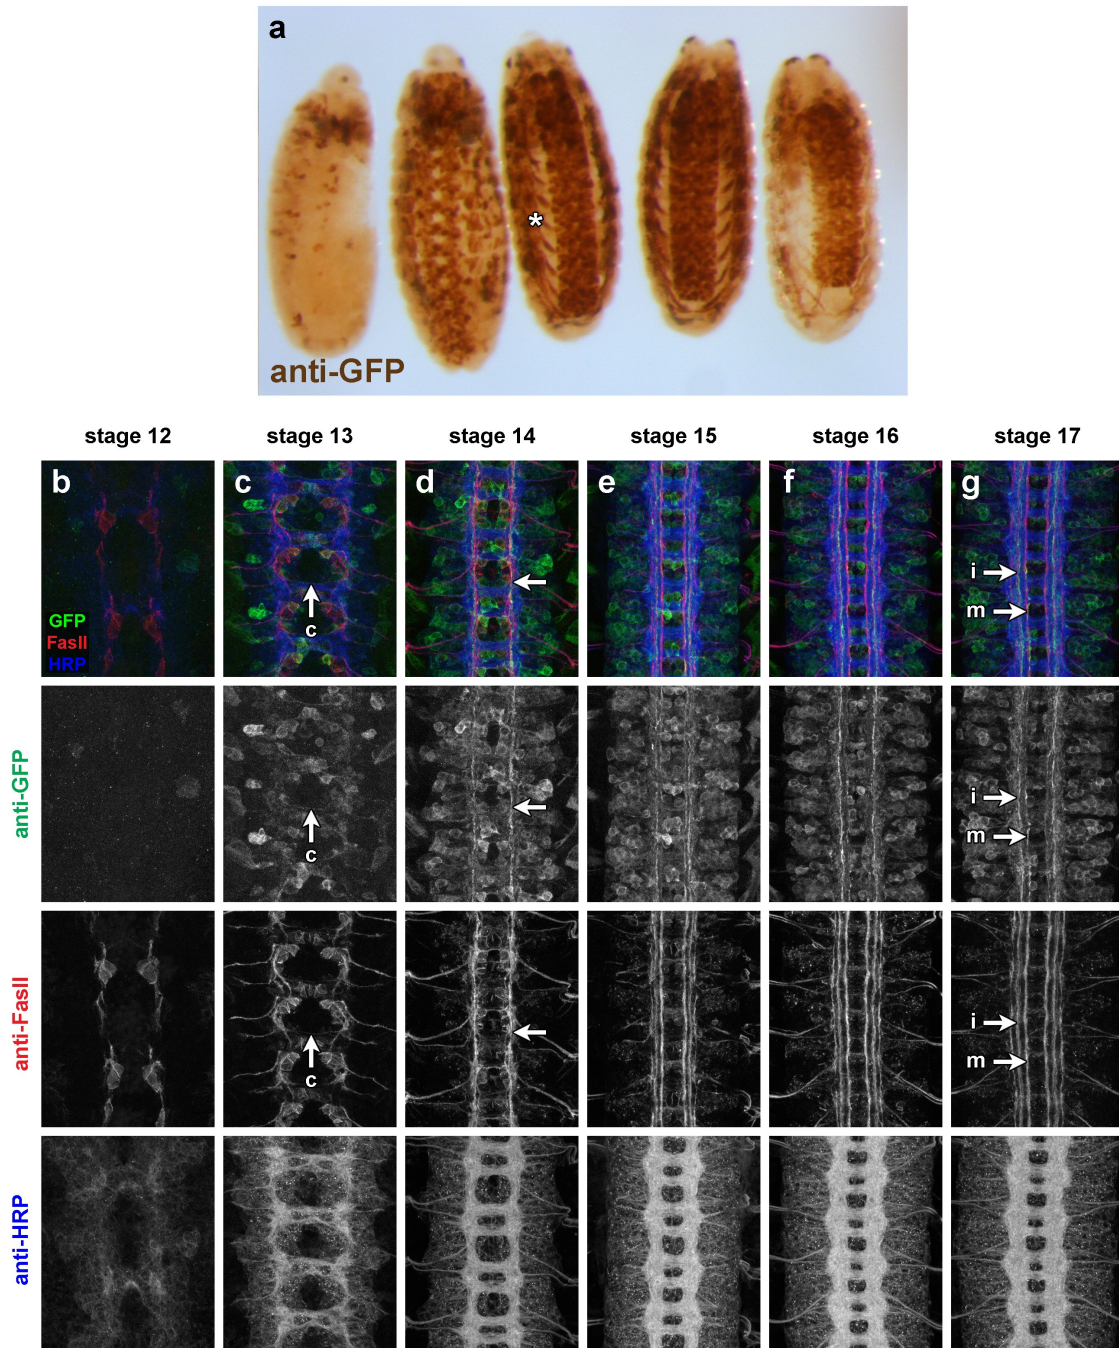 a
*
anti-GFP
stage 12 stage 13 stage 14 stage 15 stage 16 stage 17
b c d e f g
GFP
FasII
HRP
c
i
m
anti-GFP
c
i
m
anti-FasII
c
i
m
anti-HRP